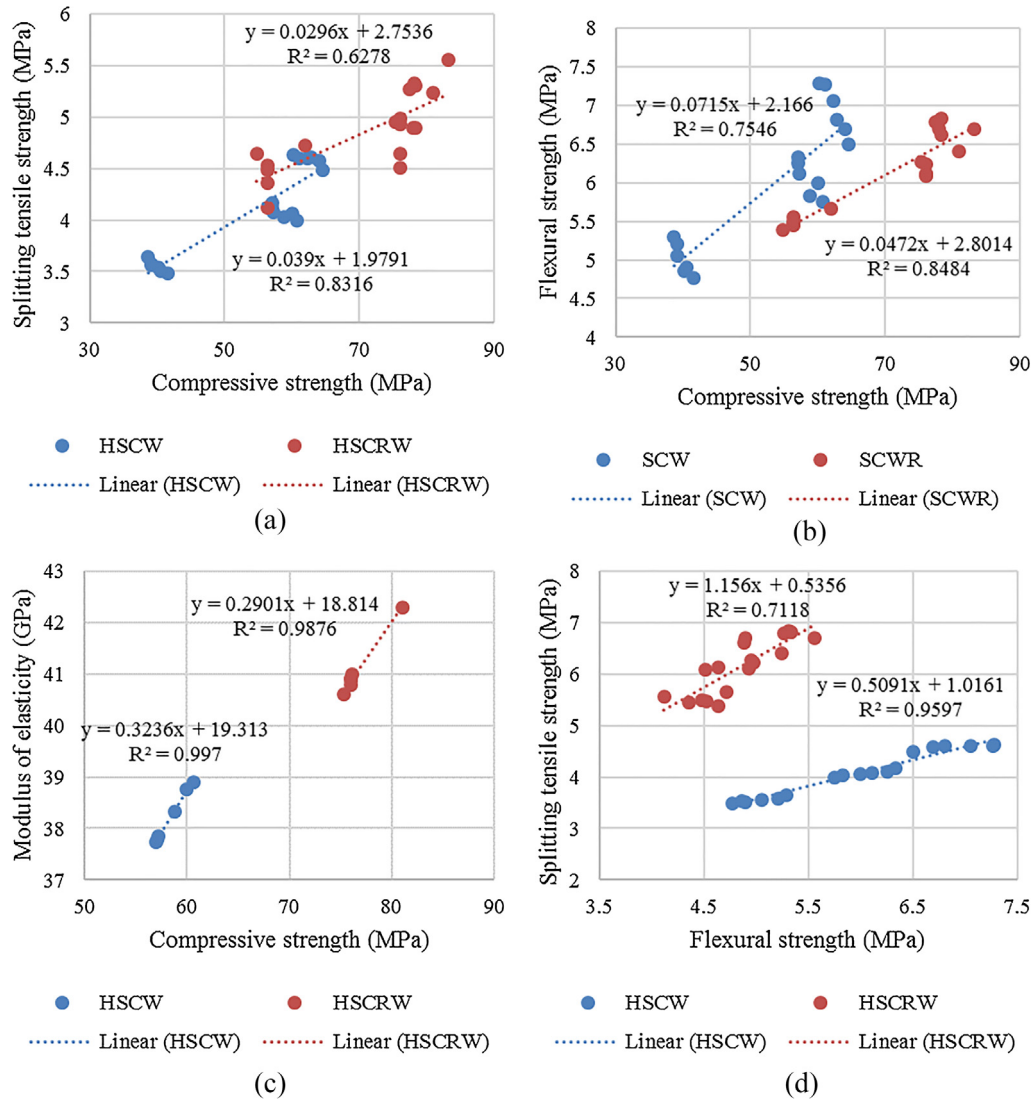 Splitting tensile strength (MPa)
6
5.5
5
4.5
4
3.5
3
y = 0.0296x + 2.7536
R² = 0.6278
y = 0.039x + 1.9791
R² = 0.8316
30 50 70 90
Compressive strength (MPa)
HSCW HSCRW
Linear (HSCW) Linear (HSCRW)
(a)
Flexural strength (MPa)
8
7.5
7
6.5
6
5.5
5
4.5
4
y = 0.0715x + 2.166
R² = 0.7546
y = 0.0472x + 2.8014
R² = 0.8484
30 50 70 90
Compressive strength (MPa)
SCW SCWR
Linear (SCW) Linear (SCWR)
(b)
Modulus of elasticity ((GPa)
43
42
41
40
39
38
37
y = 0.2901x + 18.814
R² = 0.9876
y = 0.3236x + 19.313
R² = 0.997
50 60 70 80 90
Compressive strength (MPa)
HSCW HSCRW
Linear (HSCW) Linear (HSCRW)
(c)
Splitting tensile strength (MPa)
8
7
6
5
4
3
2
y = 1.156x + 0.5356
R² = 0.7118
y = 0.5091x + 1.0161
R² = 0.9597
3.5 4.5 5.5 6.5 7.5
Flexural strength (MPa)
HSCW HSCRW
Linear (HSCW) Linear (HSCRW)
(d)